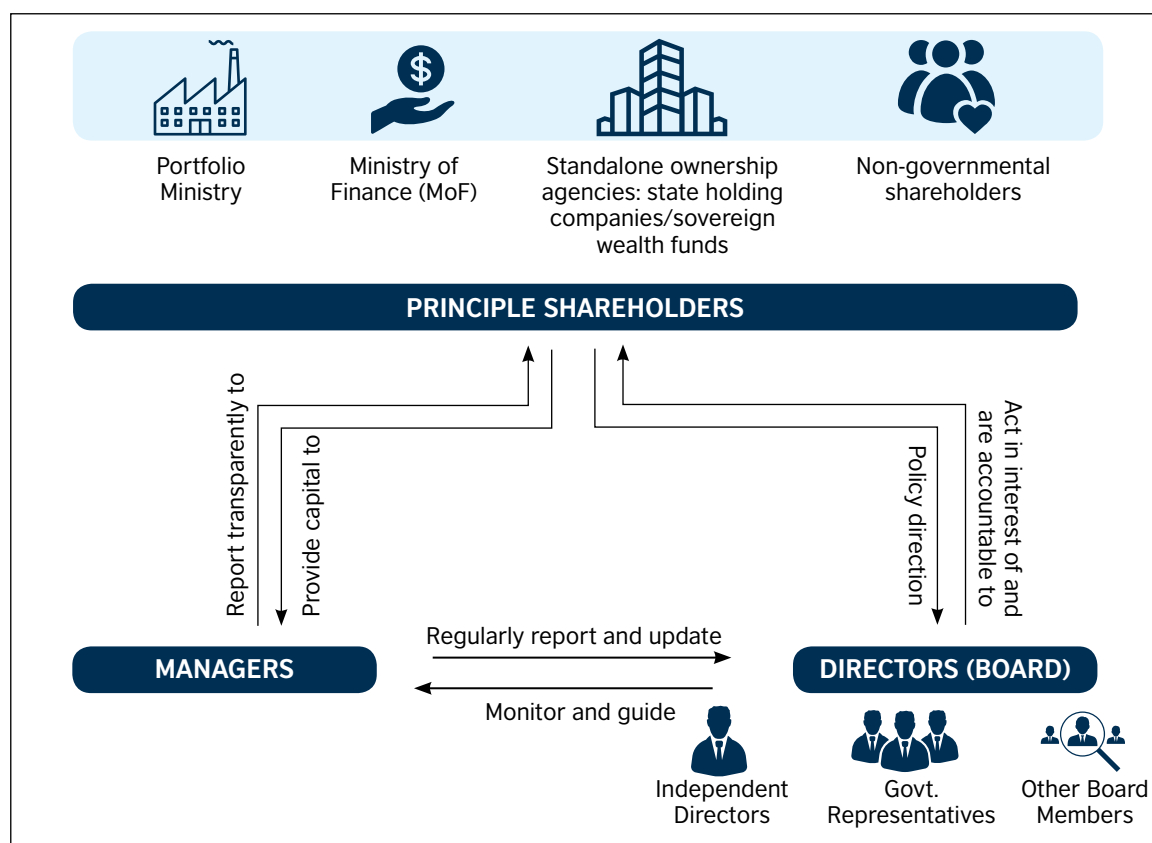 $
Portfolio
Ministry
Ministry of
Finance (MoF)
Standalone ownership
agencies: state holding
companies/sovereign
wealth funds
Non-governmental
shareholders
PRINCIPLE SHAREHOLDERS
Report transparently to
Provide capital to
Policy direction
Act in interest of and
are accountable to
Regularly report and update
MANAGERS
DIRECTORS (BOARD)
Monitor and guide
Independent
Directors
Govt.
Representatives
Other Board
Members